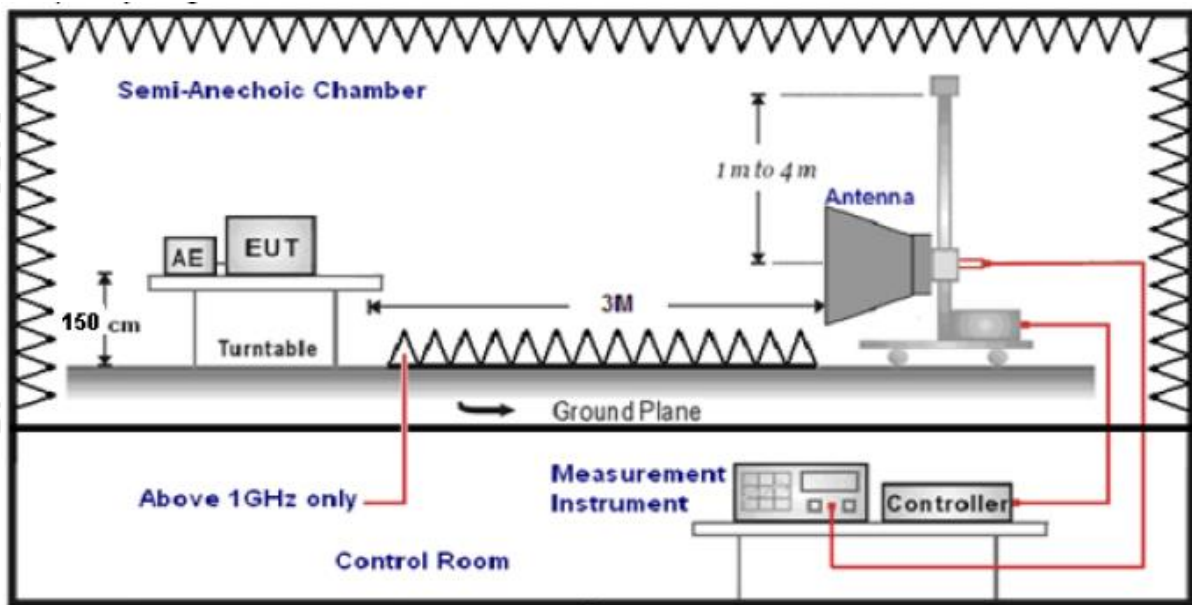 Semi-Anechoic Chamber
1 m to 4 m
Antenna
AE
EUT
150 cm
3M
Turntable
Ground Plane
Above 1GHz only
Measurement
Instrument
Controller
Control Room